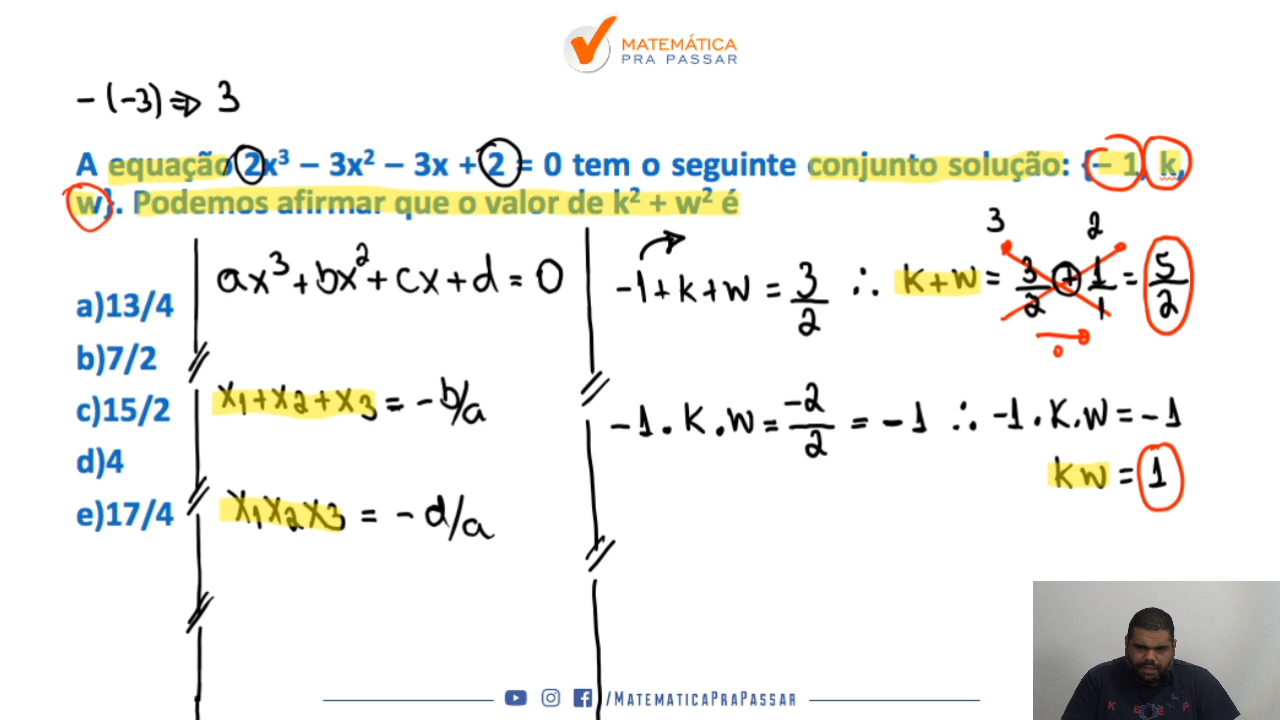 MATEMÁTICA
PRA PASSAR
-(-3)⇒ 3
A equação 2x³ – 3x² – 3x + 2 = 0 tem o seguinte conjunto solução: {– 1, k,
w}. Podemos afirmar que o valor de k² + w² é
a)13/4
b)7/2
c)15/2
d)4
e)17/4
ax³+bx²+cx+d=0
x₁+x₂+x₃ = -b/a
x₁x₂x₃ = -d/a
3 2
-1+k+w = 3/2 ∴ k+w = 3/2 + 1/1 = 5/2
-1.k.w = -2/2 = -1 ∴ -1.k.w = -1
kw = 1
/MATEMATICAPRAPASSAR